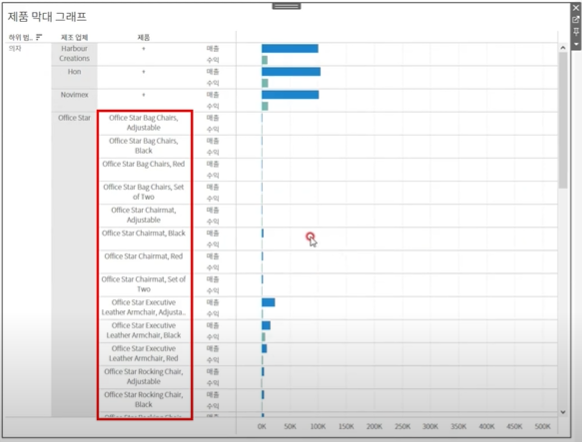 제품 막대 그래프
하위 범.. 제조 업체 제품
의자 Harbour Creations * 매출
수익
Hon * 매출
수익
Novimex * 매출
수익
Office Star Office Star Bag Chairs, Adjustable 매출
수익
Office Star Bag Chairs, Black 매출
수익
Office Star Bag Chairs, Red 매출
수익
Office Star Bag Chairs, Set of Two 매출
수익
Office Star Chairmat, Adjustable 매출
수익
Office Star Chairmat, Black 매출
수익
Office Star Chairmat, Red 매출
수익
Office Star Chairmat, Set of Two 매출
수익
Office Star Executive Leather Armchair, Adjusta.. 매출
수익
Office Star Executive Leather Armchair, Black 매출
수익
Office Star Executive Leather Armchair, Red 매출
수익
Office Star Rocking Chair, Adjustable 매출
수익
Office Star Rocking Chair, Black 매출
수익
0K 50K 100K 150K 200K 250K 300K 350K 400K 450K 500K